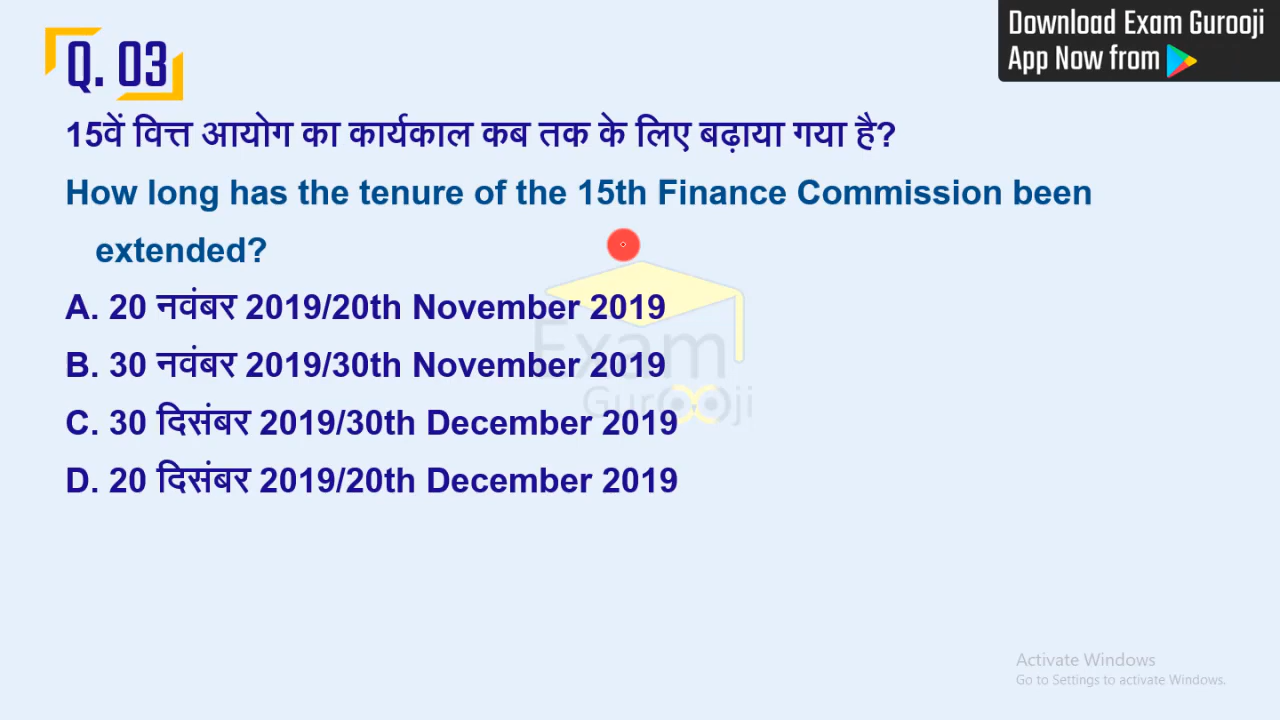 Download Exam Gurooji
App Now from
Q. 03
15वें वित्त आयोग का कार्यकाल कब तक के लिए बढ़ाया गया है?
How long has the tenure of the 15th Finance Commission been
extended?
A. 20 नवंबर 2019/20th November 2019
B. 30 नवंबर 2019/30th November 2019
C. 30 दिसंबर 2019/30th December 2019
D. 20 दिसंबर 2019/20th December 2019
Exam
Gurooji
Activate Windows
Go to Settings to activate Windows.